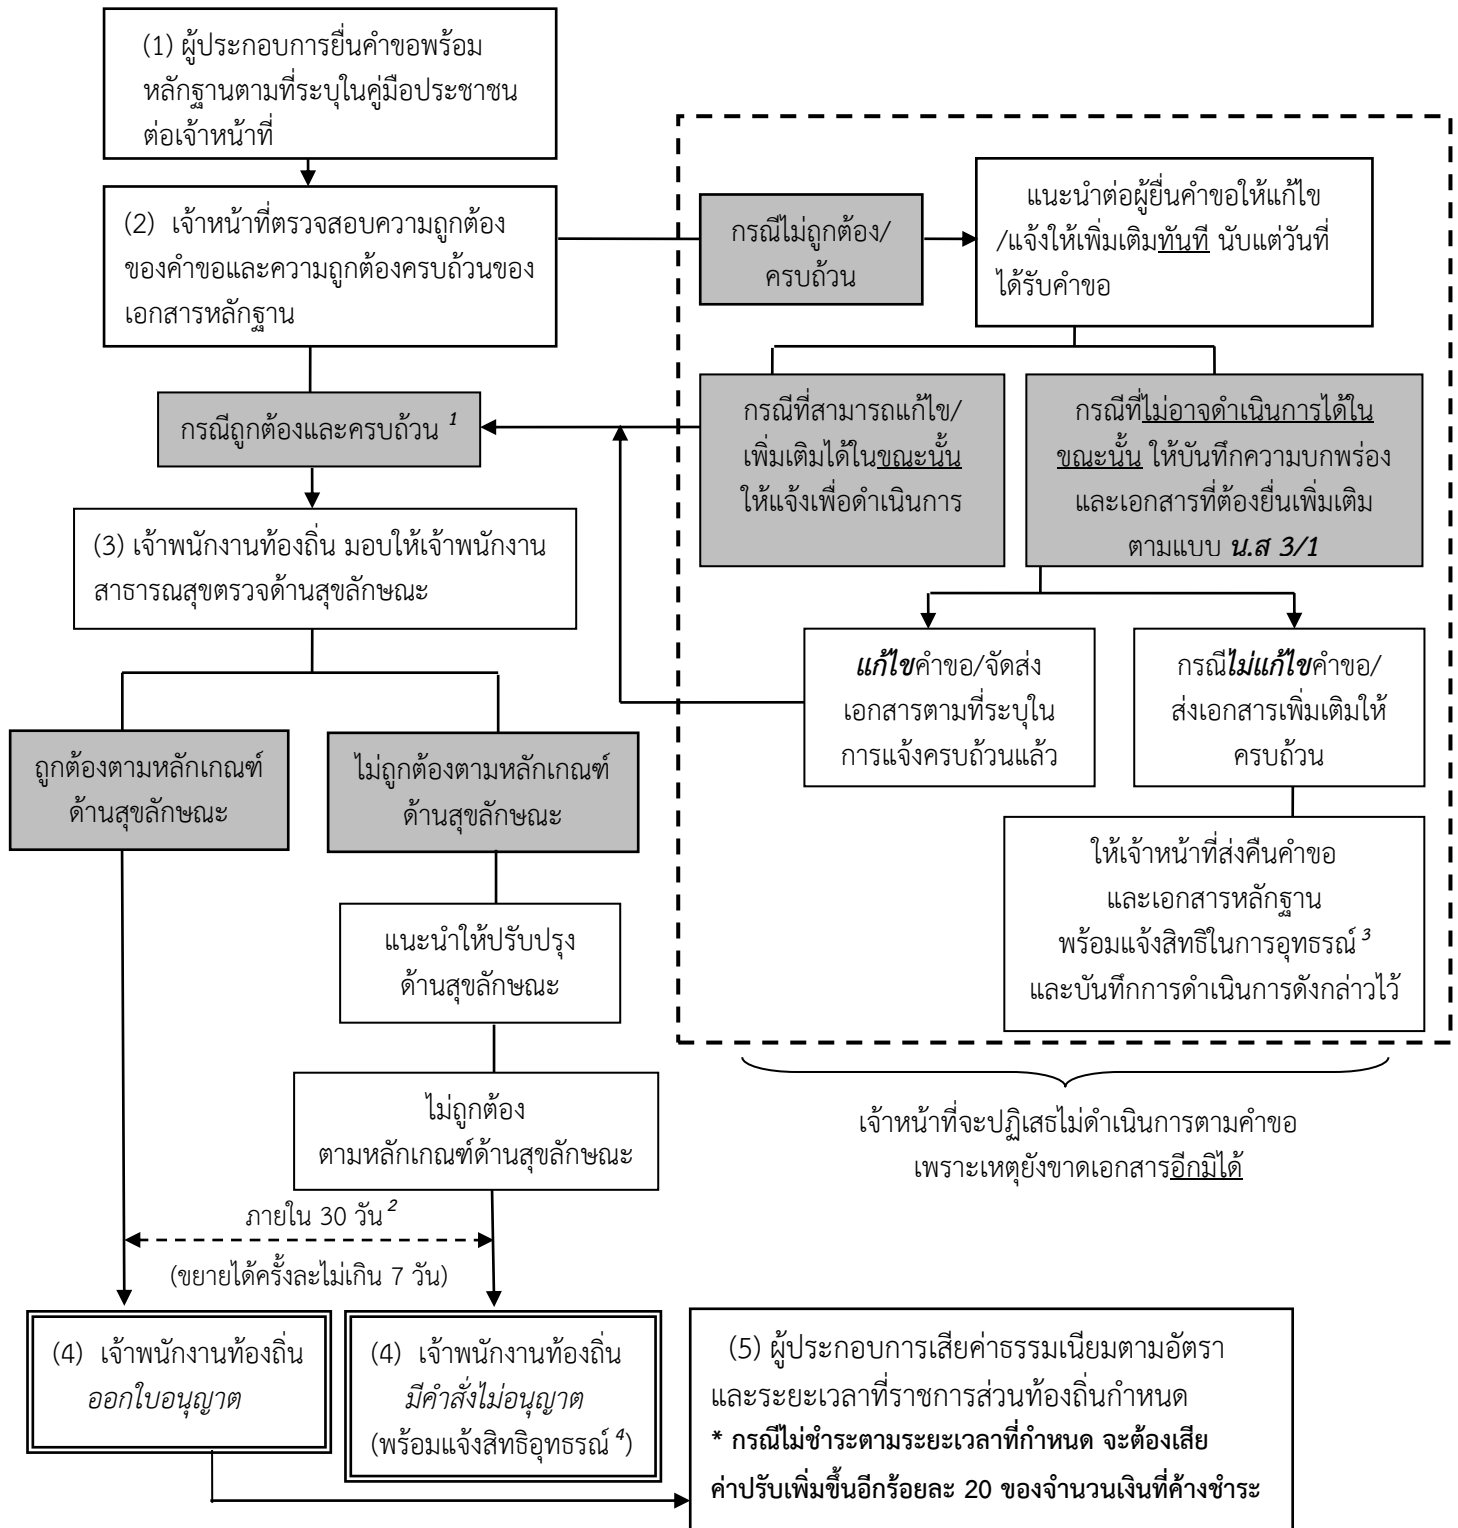 (1) ผู้ประกอบการยื่นคำขอพร้อม
หลักฐานตามที่ระบุในคู่มือประชาชน
ต่อเจ้าหน้าที่
(2) เจ้าหน้าที่ตรวจสอบความถูกต้อง
ของคำขอและความถูกต้องครบถ้วนของ
เอกสารหลักฐาน
กรณีไม่ถูกต้อง/
ครบถ้วน
แนะนำต่อผู้ยื่นคำขอให้แก้ไข
/แจ้งให้เพิ่มเติมทันที นับแต่วันที่
ได้รับคำขอ
กรณีถูกต้องและครบถ้วน 1
กรณีที่สามารถแก้ไข/
เพิ่มเติมได้ในขณะนั้น
ให้แจ้งเพื่อดำเนินการ
กรณีที่ไม่อาจดำเนินการได้ใน
ขณะนั้น ให้บันทึกความบกพร่อง
และเอกสารที่ต้องยื่นเพิ่มเติม
ตามแบบ น.ส 3/1
(3) เจ้าพนักงานท้องถิ่น มอบให้เจ้าพนักงาน
สาธารณสุขตรวจด้านสุขลักษณะ
แก้ไขคำขอ/จัดส่ง
เอกสารตามที่ระบุใน
การแจ้งครบถ้วนแล้ว
กรณีไม่แก้ไขคำขอ/
ส่งเอกสารเพิ่มเติมให้
ครบถ้วน
ถูกต้องตามหลักเกณฑ์
ด้านสุขลักษณะ
ไม่ถูกต้องตามหลักเกณฑ์
ด้านสุขลักษณะ
ให้เจ้าหน้าที่ส่งคืนคำขอ
และเอกสารหลักฐาน
พร้อมแจ้งสิทธิในการอุทธรณ์ 3
และบันทึกการดำเนินการดังกล่าวไว้
แนะนำให้ปรับปรุง
ด้านสุขลักษณะ
ไม่ถูกต้อง
ตามหลักเกณฑ์ด้านสุขลักษณะ
เจ้าหน้าที่จะปฏิเสธไม่ดำเนินการตามคำขอ
เพราะเหตุยังขาดเอกสารอีกมิได้
ภายใน 30 วัน 2
(ขยายได้ครั้งละไม่เกิน 7 วัน)
(4) เจ้าพนักงานท้องถิ่น
ออกใบอนุญาต
(4) เจ้าพนักงานท้องถิ่น
มีคำสั่งไม่อนุญาต
(พร้อมแจ้งสิทธิอุทธรณ์ 4)
(5) ผู้ประกอบการเสียค่าธรรมเนียมตามอัตรา
และระยะเวลาที่ราชการส่วนท้องถิ่นกำหนด
* กรณีไม่ชำระตามระยะเวลาที่กำหนด จะต้องเสีย
ค่าปรับเพิ่มขึ้นอีกร้อยละ 20 ของจำนวนเงินที่ค้างชำระ